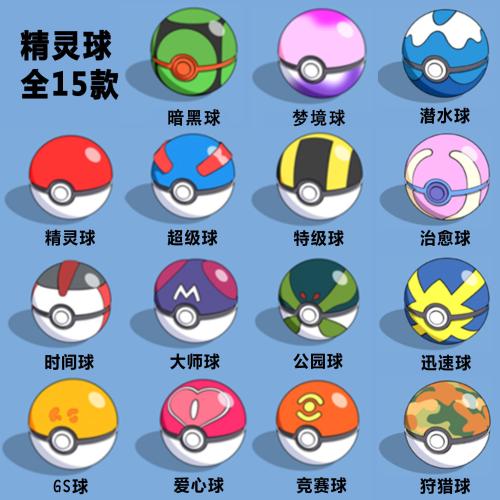 精灵球
全15款
暗黑球
梦境球
潜水球
精灵球
超级球
特级球
治愈球
时间球
M
大师球
公园球
迅速球
GS
GS球
爱心球
竞赛球
狩猎球